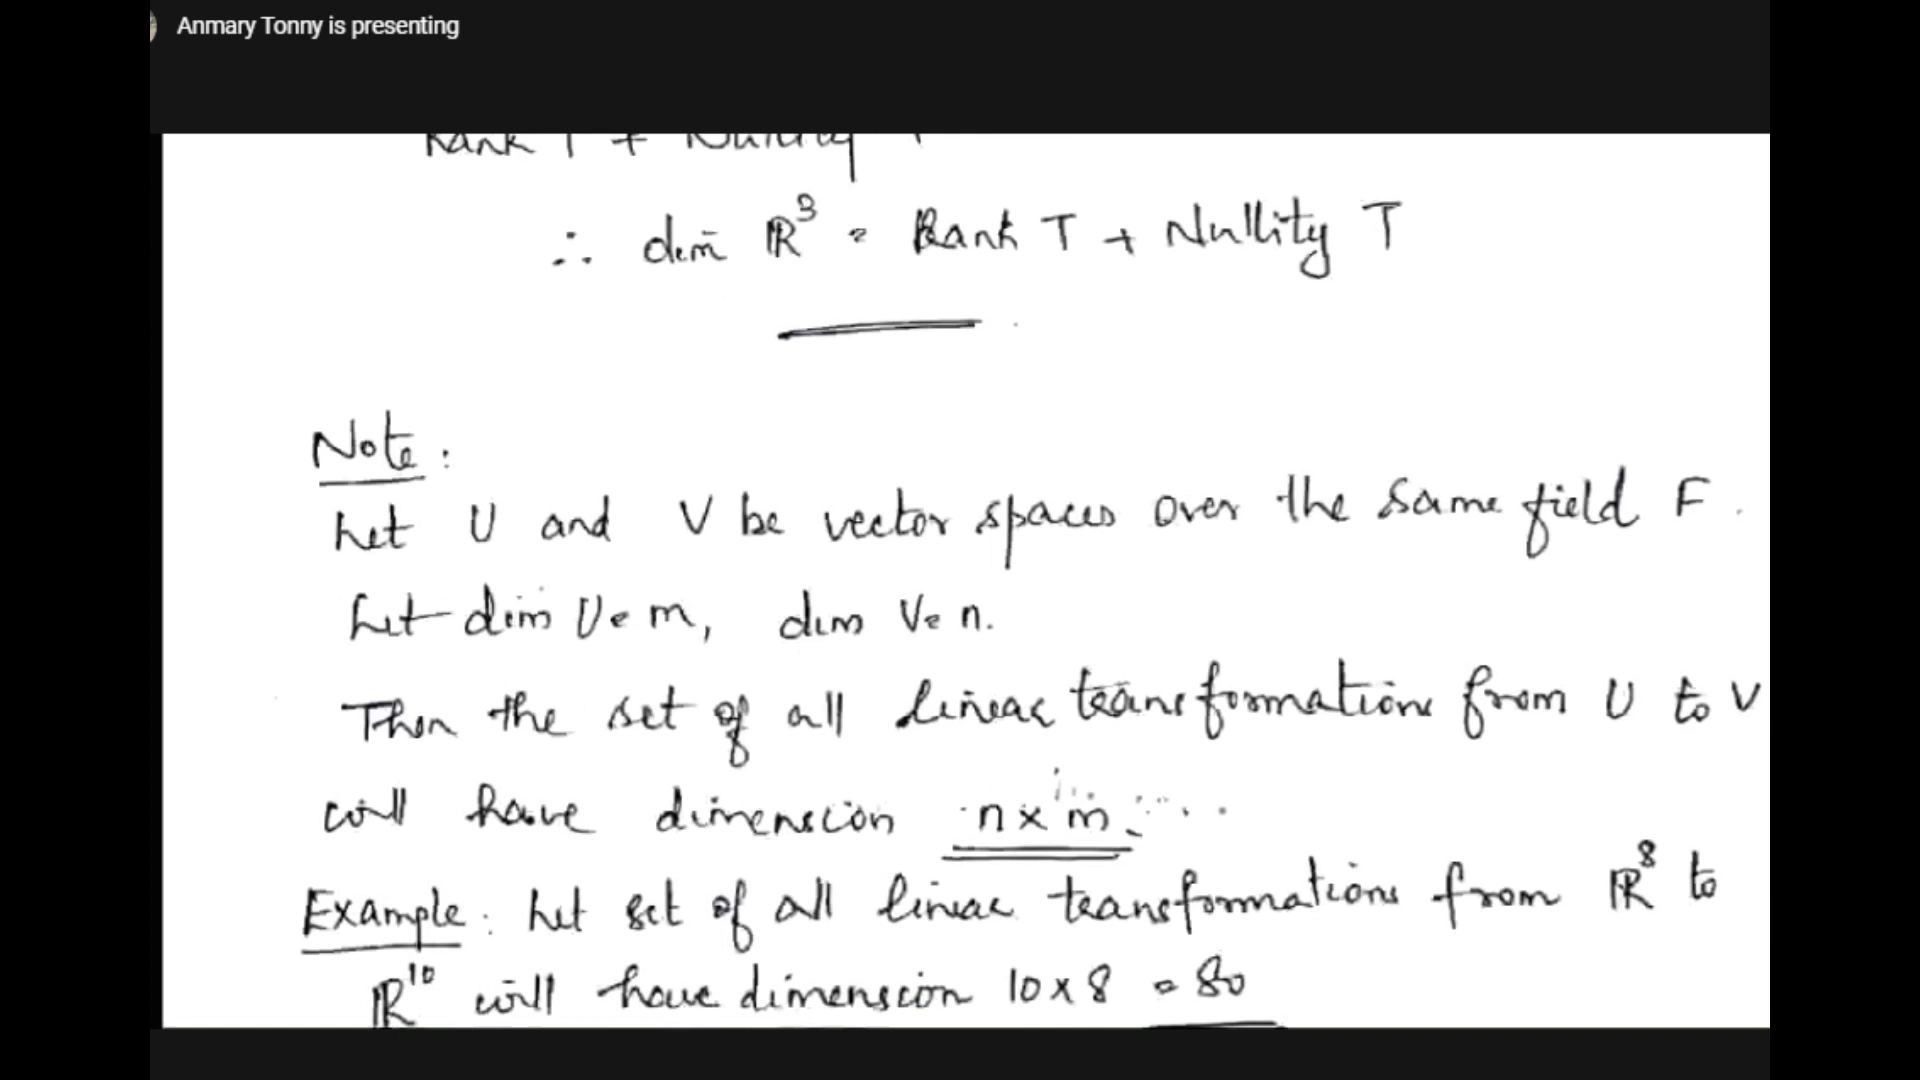 Anmary Tonny is presenting
Rank T + Nullity T
∴ dim ℝ³ = Rank T + Nullity T
Note:
Let U and V be vector spaces over the same field F.
Let dim U = m, dim V = n.
Then the set of all linear transformations from U to V
will have dimension n x m.
Example: Let set of all linear transformations from ℝ⁸ to
ℝ¹⁰ will have dimension 10 x 8 = 80